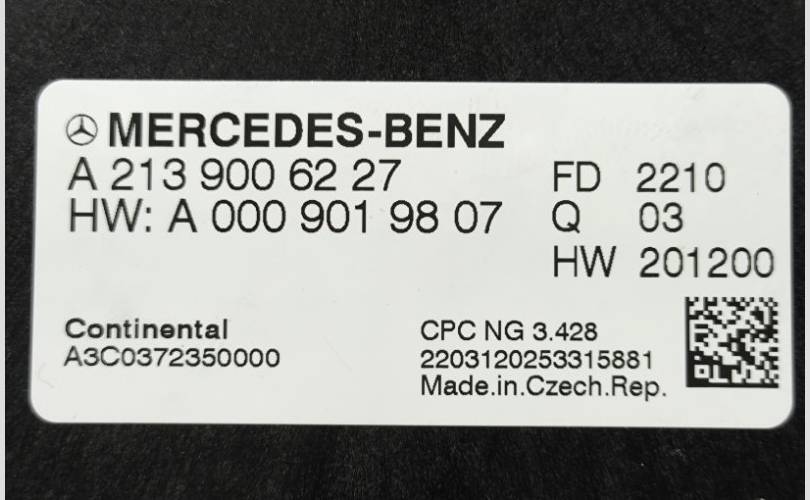 MERCEDES-BENZ
A 213 900 62 27
HW: A 000 901 98 07
FD 2210
Q 03
HW 201200
Continental
A3C0372350000
CPC NG 3.428
2203120253315881
Made.in.Czech.Rep.